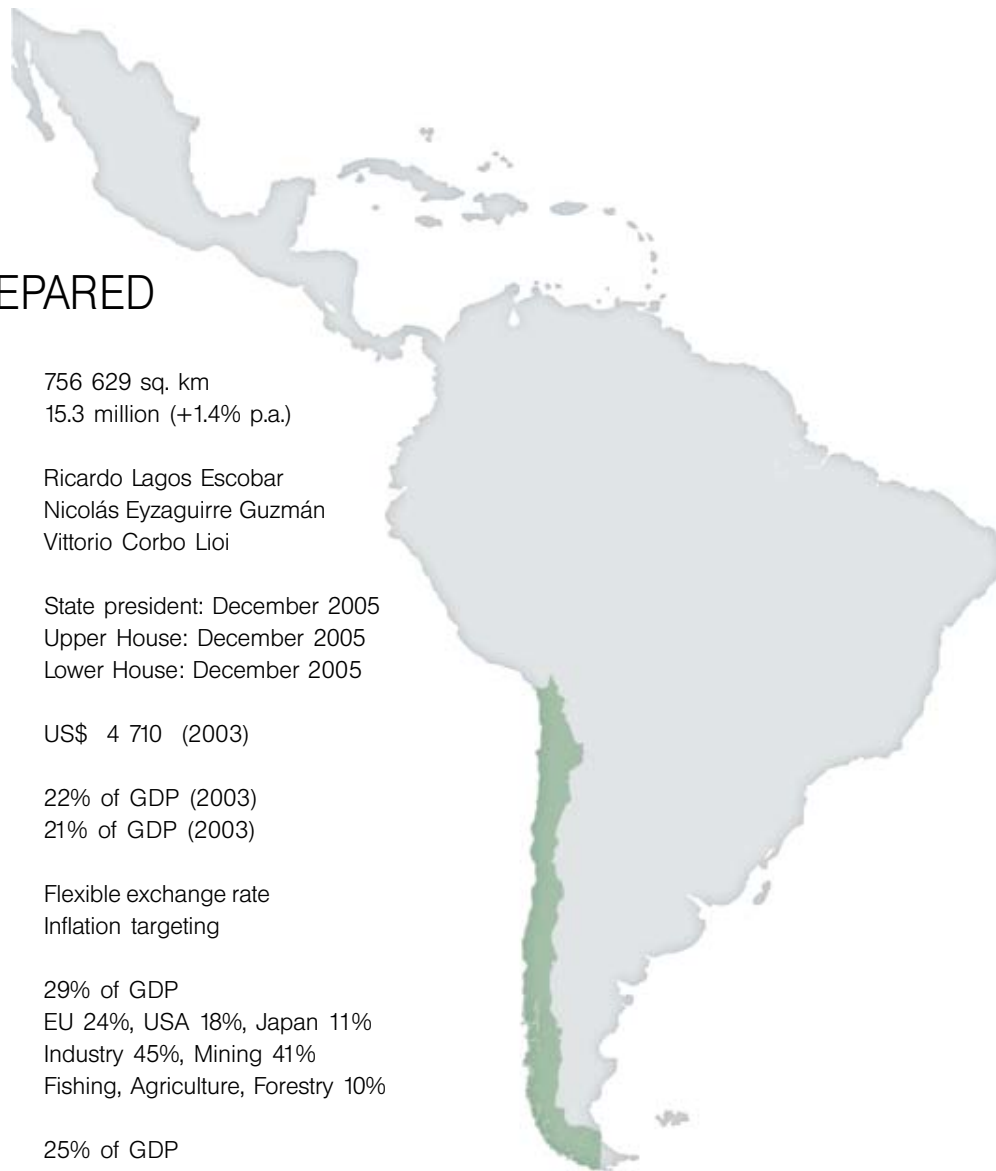 EPARED
756 629 sq. km
15.3 million (+1.4% p.a.)
Ricardo Lagos Escobar
Nicolás Eyzaguirre Guzmán
Vittorio Corbo Lioi
State president: December 2005
Upper House: December 2005
Lower House: December 2005
US$ 4 710 (2003)
22% of GDP (2003)
21% of GDP (2003)
Flexible exchange rate
Inflation targeting
29% of GDP
EU 24%, USA 18%, Japan 11%
Industry 45%, Mining 41%
Fishing, Agriculture, Forestry 10%
25% of GDP